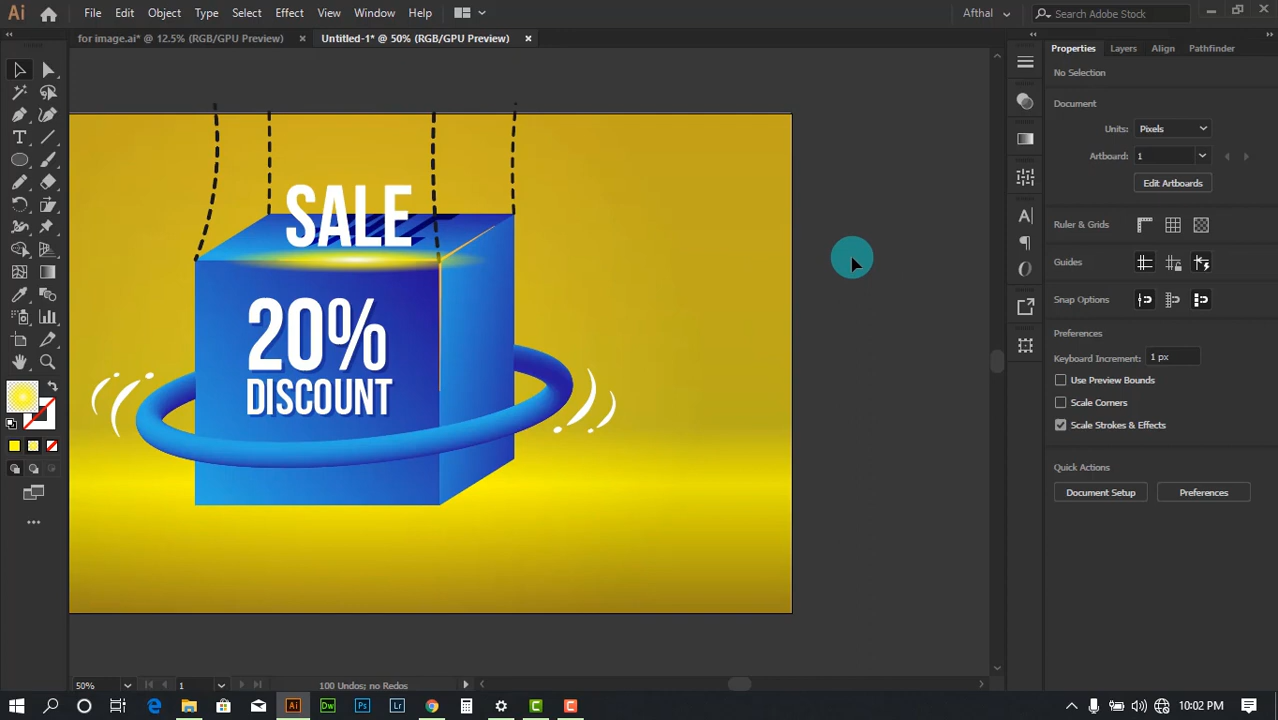 Ai File Edit Object Type Select Effect View Window Help Afthal Search Adobe Stock
for image.ai* @ 12.5% (RGB/GPU Preview) Untitled-1* @ 50% (RGB/GPU Preview)
Properties Layers Align Pathfinder
No Selection
Document
Units: Pixels
Artboard: 1
Edit Artboards
Ruler & Grids
Guides
Snap Options
Preferences
Keyboard Increment: 1 px
Use Preview Bounds
Scale Corners
Scale Strokes & Effects
Quick Actions
Document Setup Preferences
SALE
20%
DISCOUNT
50% 1 100 Undos; no Redos
Ai Dw Ps Lr 10:02 PM